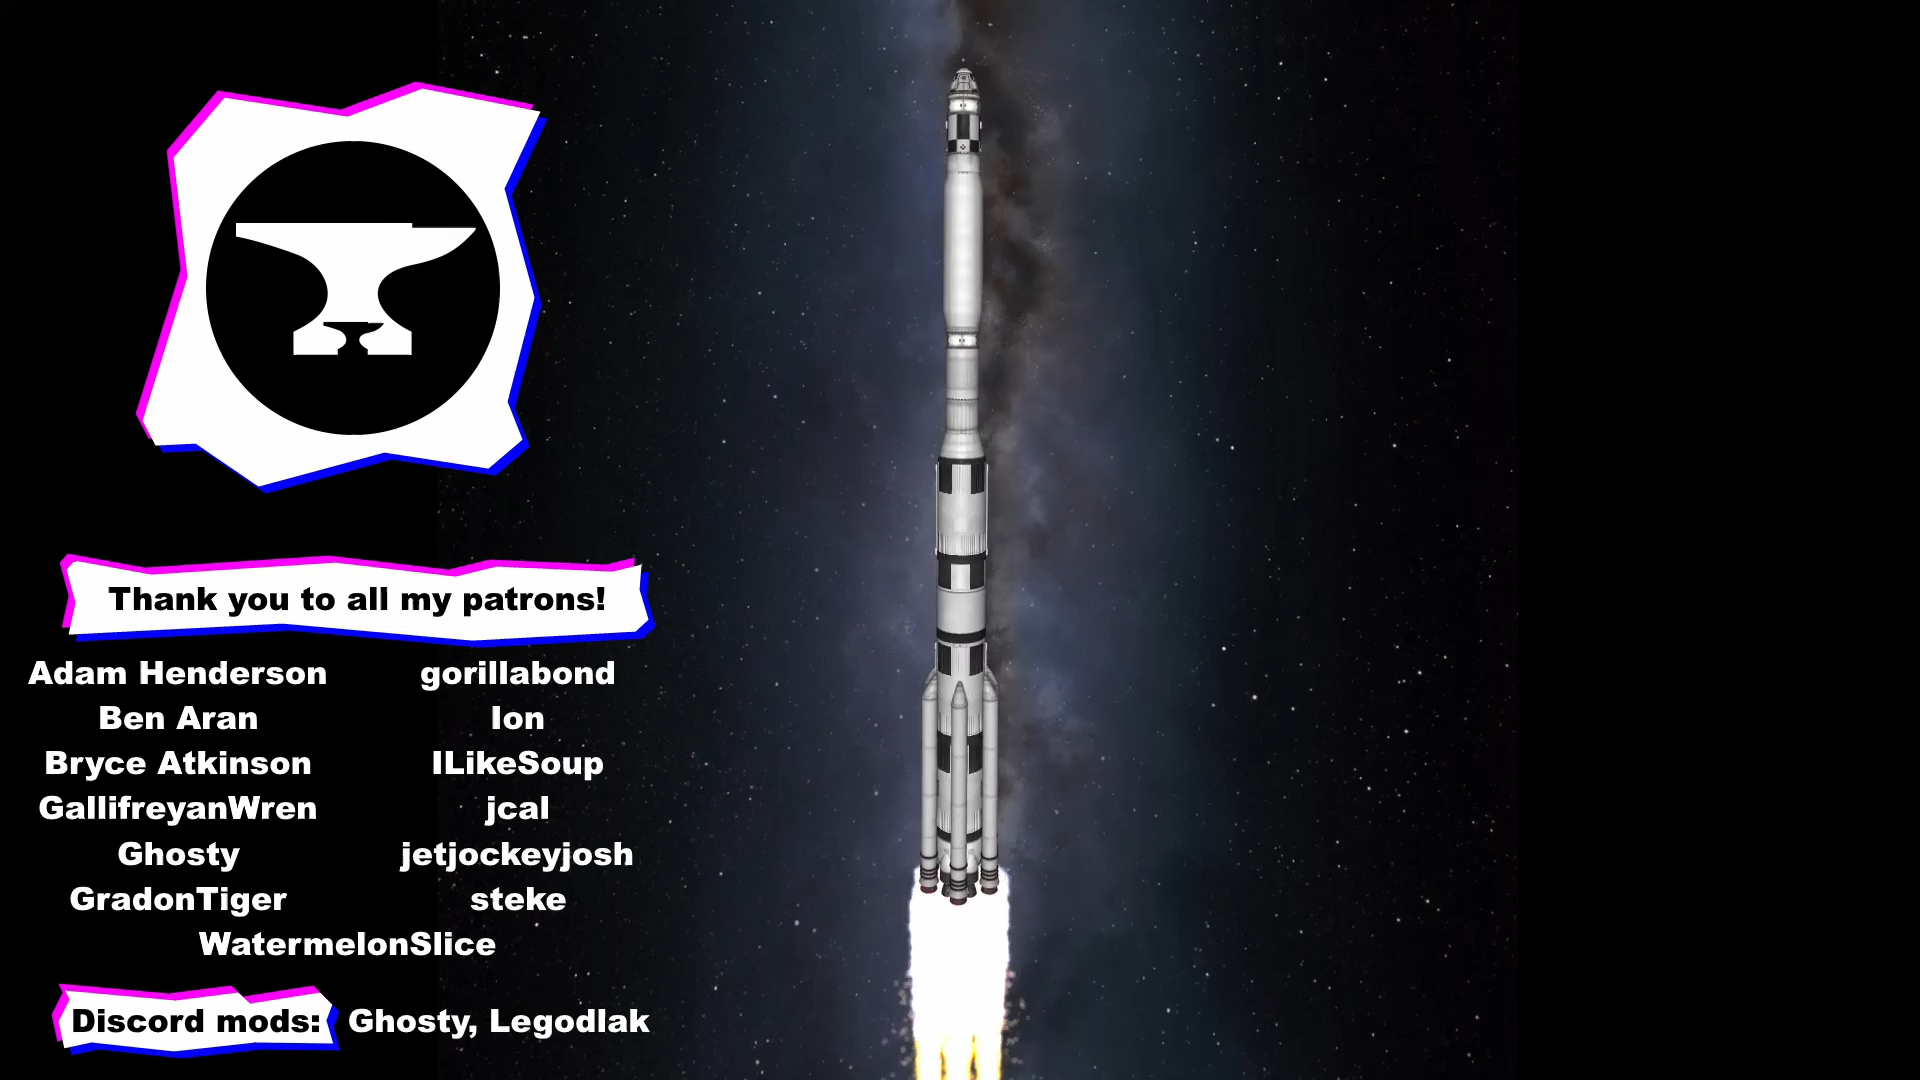 Thank you to all my patrons!
Adam Henderson gorillabond
Ben Aran Ion
Bryce Atkinson ILikeSoup
GallifreyanWren jcal
Ghosty jetjockeyjosh
GradonTiger steke
WatermelonSlice
Discord mods: Ghosty, Legodlak